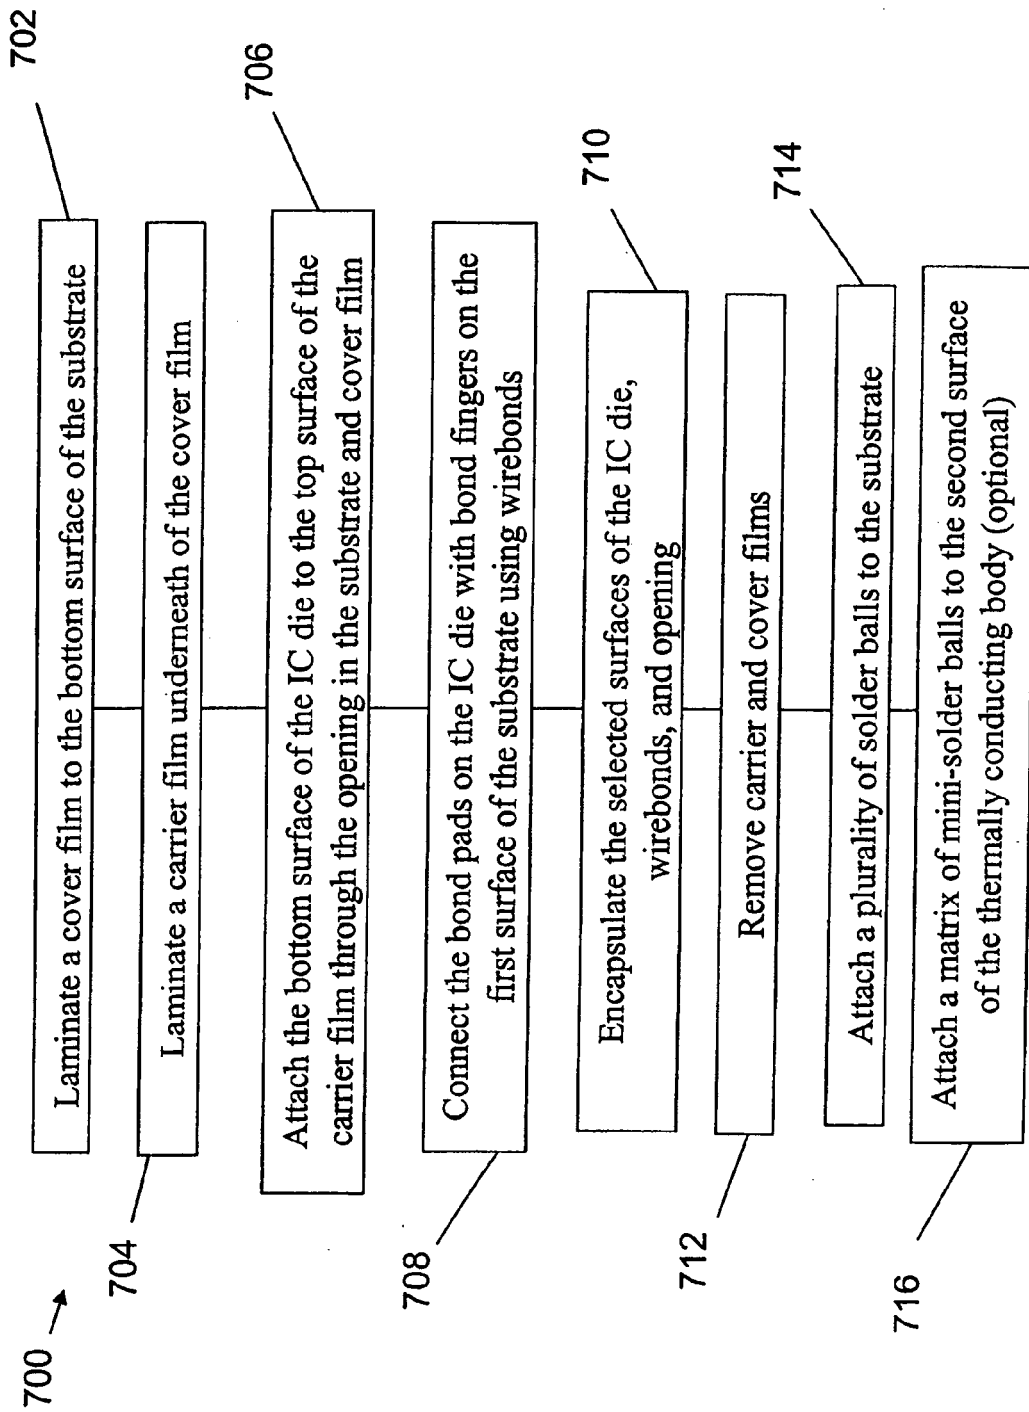 700
702
Laminate a cover film to the bottom surface of the substrate
704
Laminate a carrier film underneath of the cover film
706
Attach the bottom surface of the IC die to the top surface of the
carrier film through the opening in the substrate and cover film
708
Connect the bond pads on the IC die with bond fingers on the
first surface of the substrate using wirebonds
710
Encapsulate the selected surfaces of the IC die,
wirebonds, and opening
712
Remove carrier and cover films
714
Attach a plurality of solder balls to the substrate
716
Attach a matrix of mini-solder balls to the second surface
of the thermally conducting body (optional)